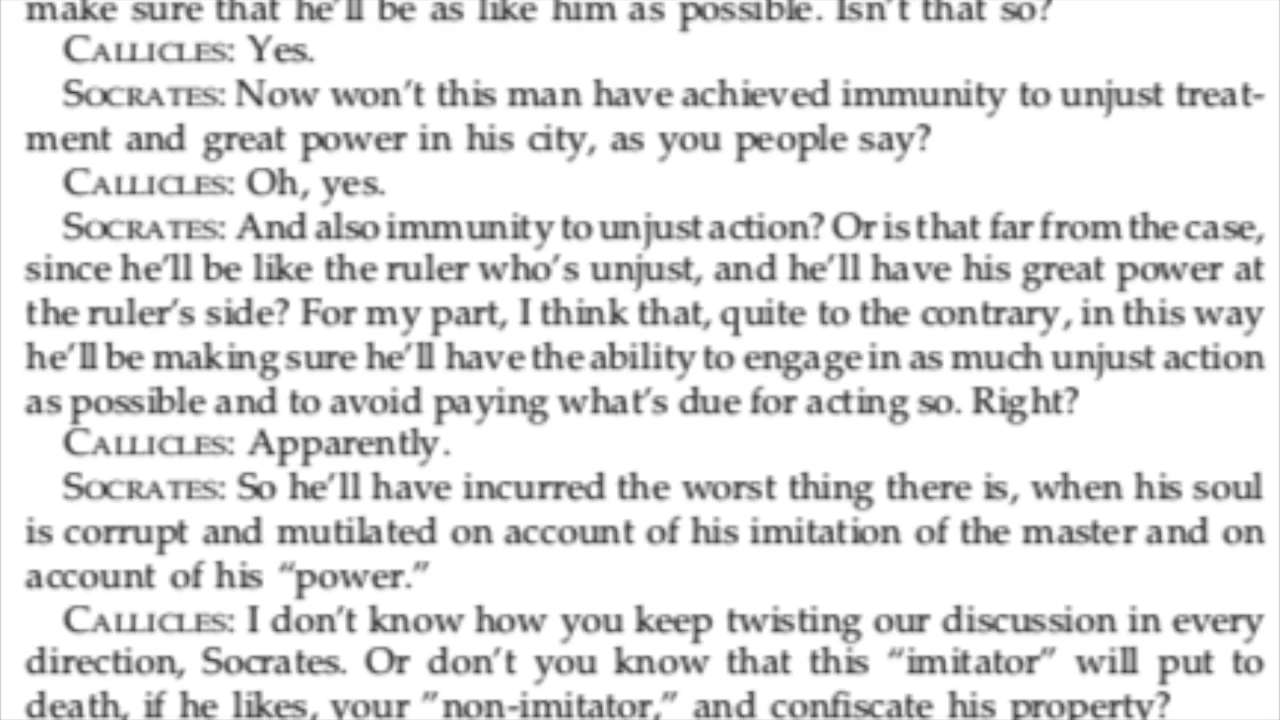 make sure that he'll be as like him as possible. Isn't that so?
CALLICLES: Yes.
SOCRATES: Now won't this man have achieved immunity to unjust treat-
ment and great power in his city, as you people say?
CALLICLES: Oh, yes.
SOCRATES: And also immunity to unjust action? Or is that far from the case,
since he'll be like the ruler who's unjust, and he'll have his great power at
the ruler's side? For my part, I think that, quite to the contrary, in this way
he'll be making sure he'll have the ability to engage in as much unjust action
as possible and to avoid paying what's due for acting so. Right?
CALLICLES: Apparently.
SOCRATES: So he'll have incurred the worst thing there is, when his soul
is corrupt and mutilated on account of his imitation of the master and on
account of his “power.”
CALLICLES: I don't know how you keep twisting our discussion in every
direction, Socrates. Or don't you know that this “imitator” will put to
death, if he likes, your ”non-imitator,” and confiscate his property?